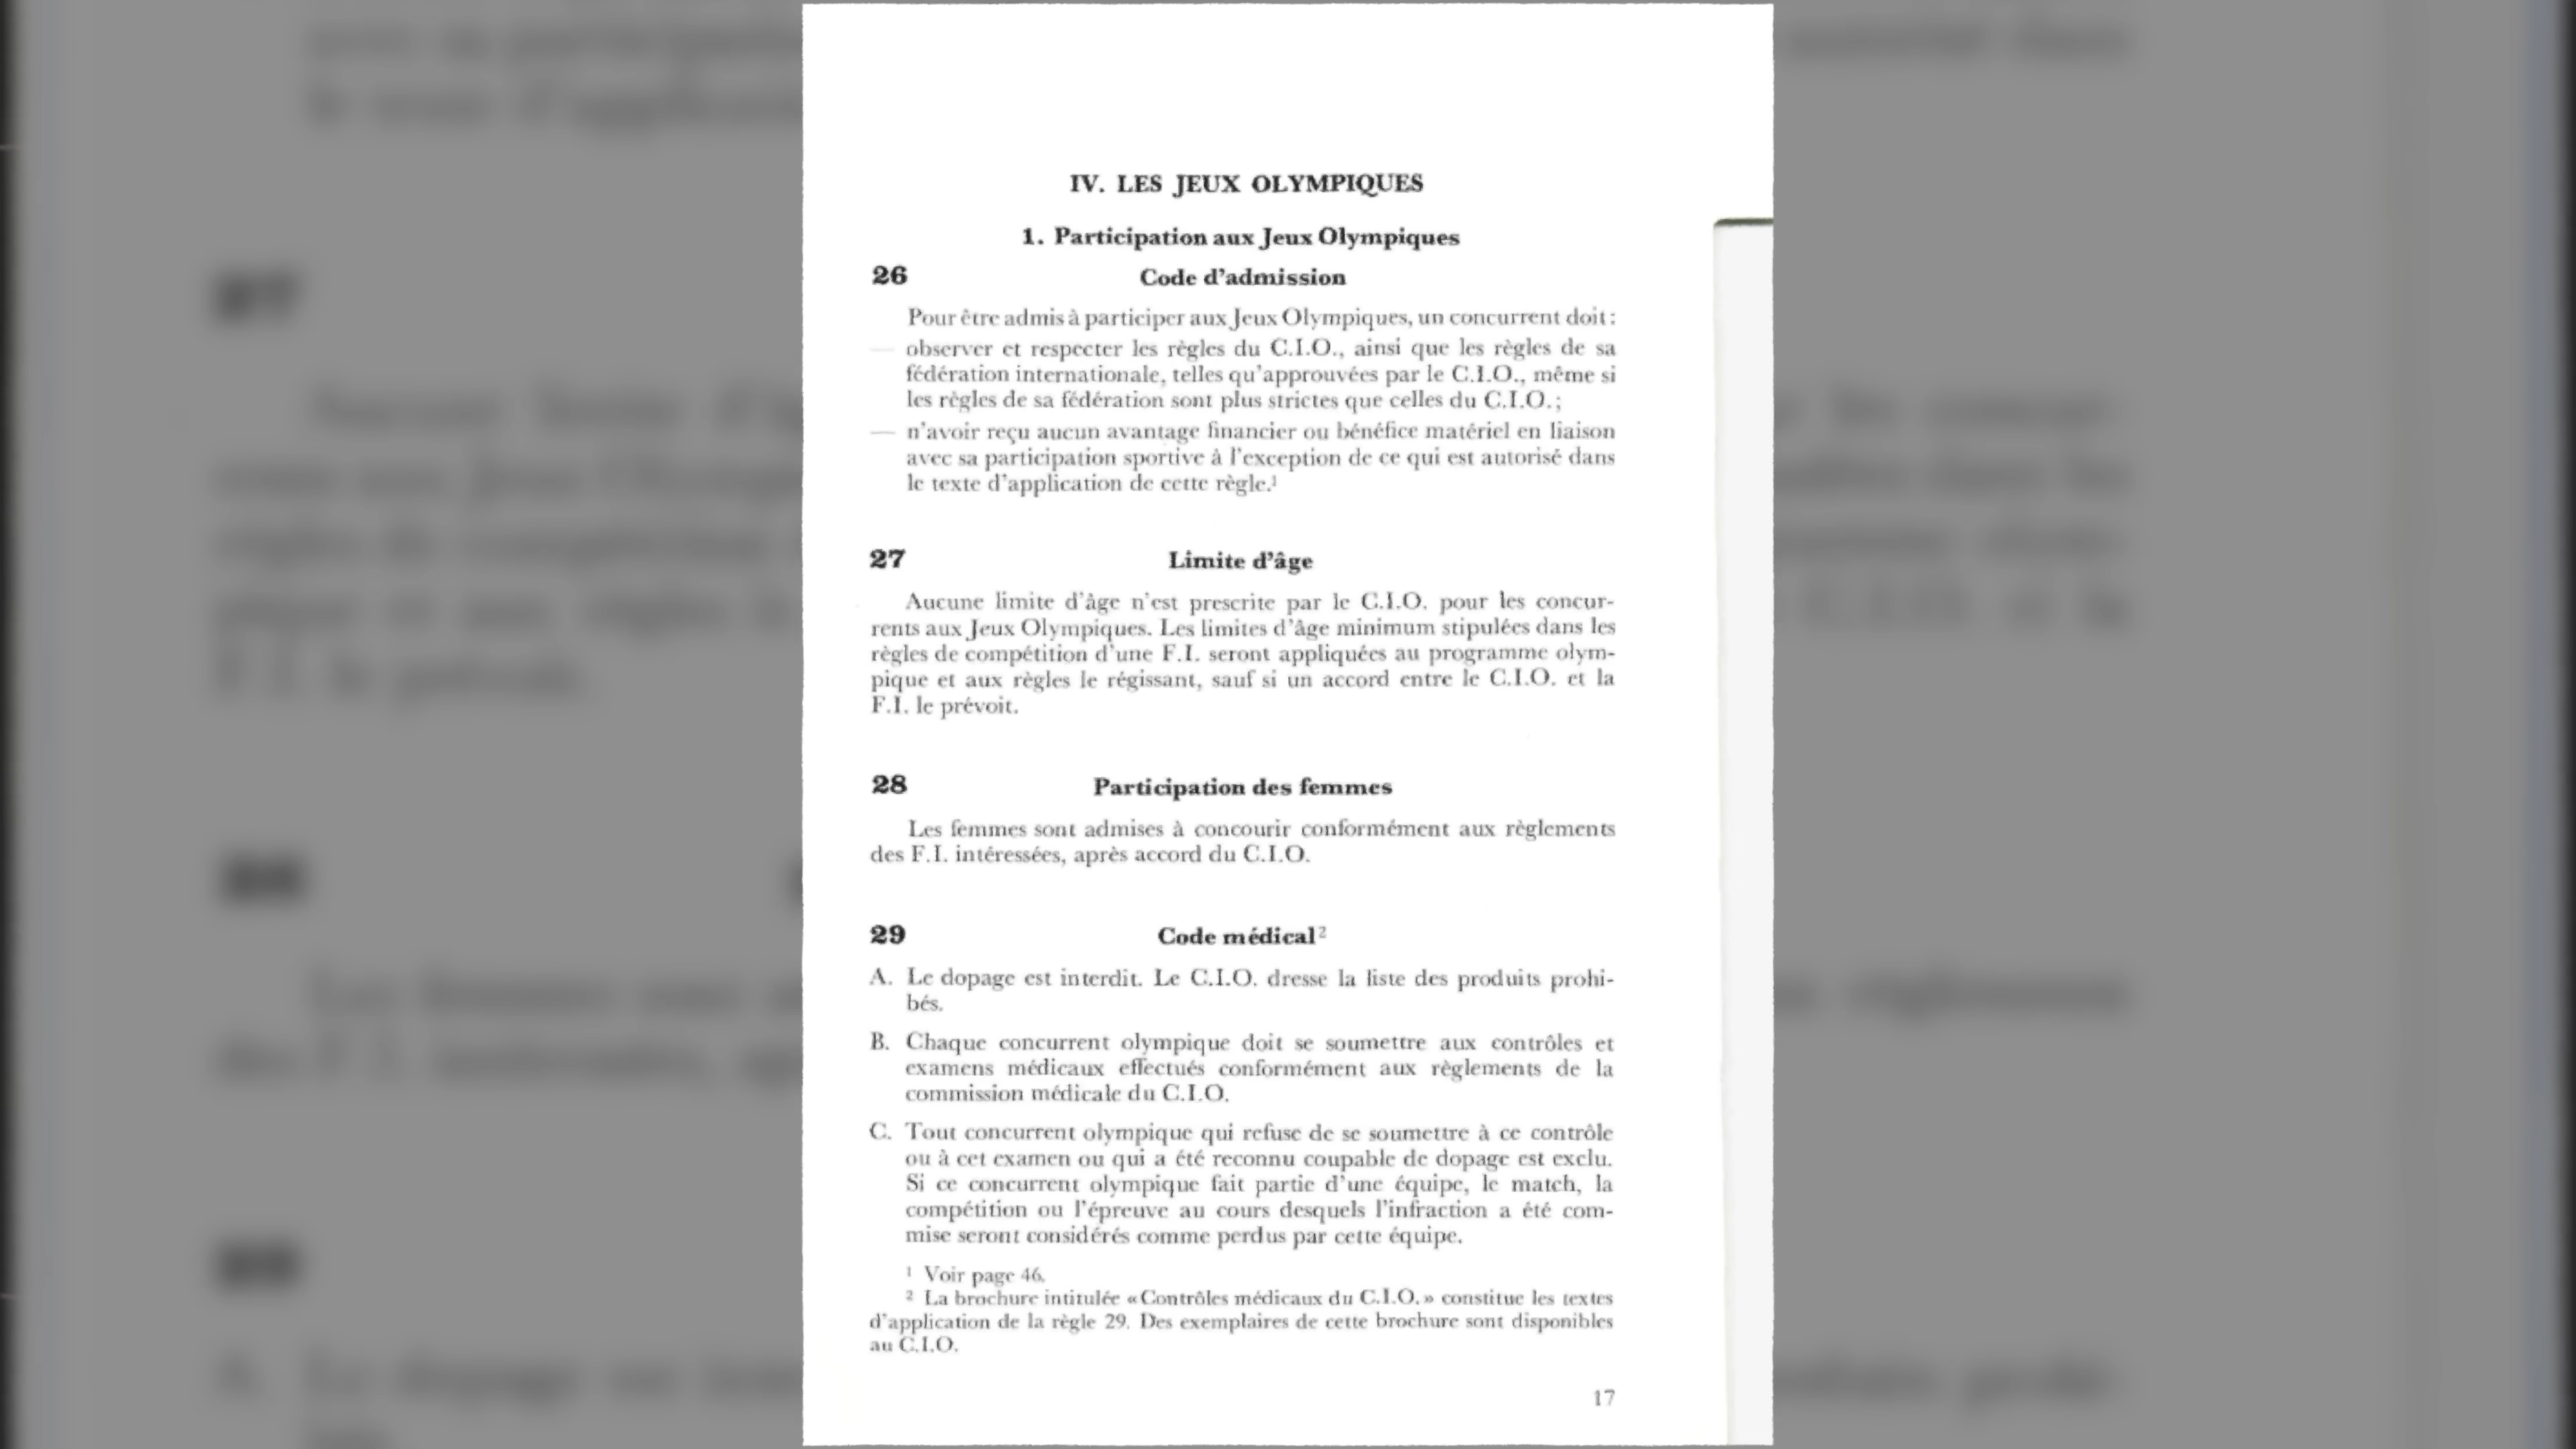 IV. LES JEUX OLYMPIQUES
1. Participation aux Jeux Olympiques
26 Code d'admission
Pour être admis à participer aux Jeux Olympiques, un concurrent doit :
— observer et respecter les règles du C.I.O., ainsi que les règles de sa
fédération internationale, telles qu'approuvées par le C.I.O., même si
les règles de sa fédération sont plus strictes que celles du C.I.O. ;
— n'avoir reçu aucun avantage financier ou bénéfice matériel en liaison
avec sa participation sportive à l'exception de ce qui est autorisé dans
le texte d'application de cette règle.¹
27 Limite d'âge
Aucune limite d'âge n'est prescrite par le C.I.O. pour les concur-
rents aux Jeux Olympiques. Les limites d'âge minimum stipulées dans les
règles de compétition d'une F.I. seront appliquées au programme olym-
pique et aux règles le régissant, sauf si un accord entre le C.I.O. et la
F.I. le prévoit.
28 Participation des femmes
Les femmes sont admises à concourir conformément aux règlements
des F.I. intéressées, après accord du C.I.O.
29 Code médical²
A. Le dopage est interdit. Le C.I.O. dresse la liste des produits prohi-
bés.
B. Chaque concurrent olympique doit se soumettre aux contrôles et
examens médicaux effectués conformément aux règlements de la
commission médicale du C.I.O.
C. Tout concurrent olympique qui refuse de se soumettre à ce contrôle
ou à cet examen ou qui a été reconnu coupable de dopage est exclu.
Si ce concurrent olympique fait partie d'une équipe, le match, la
compétition ou l'épreuve au cours desquels l'infraction a été com-
mise seront considérés comme perdus par cette équipe.
¹ Voir page 46.
² La brochure intitulée « Contrôles médicaux du C.I.O. » constitue les textes
d'application de la règle 29. Des exemplaires de cette brochure sont disponibles
au C.I.O.
17